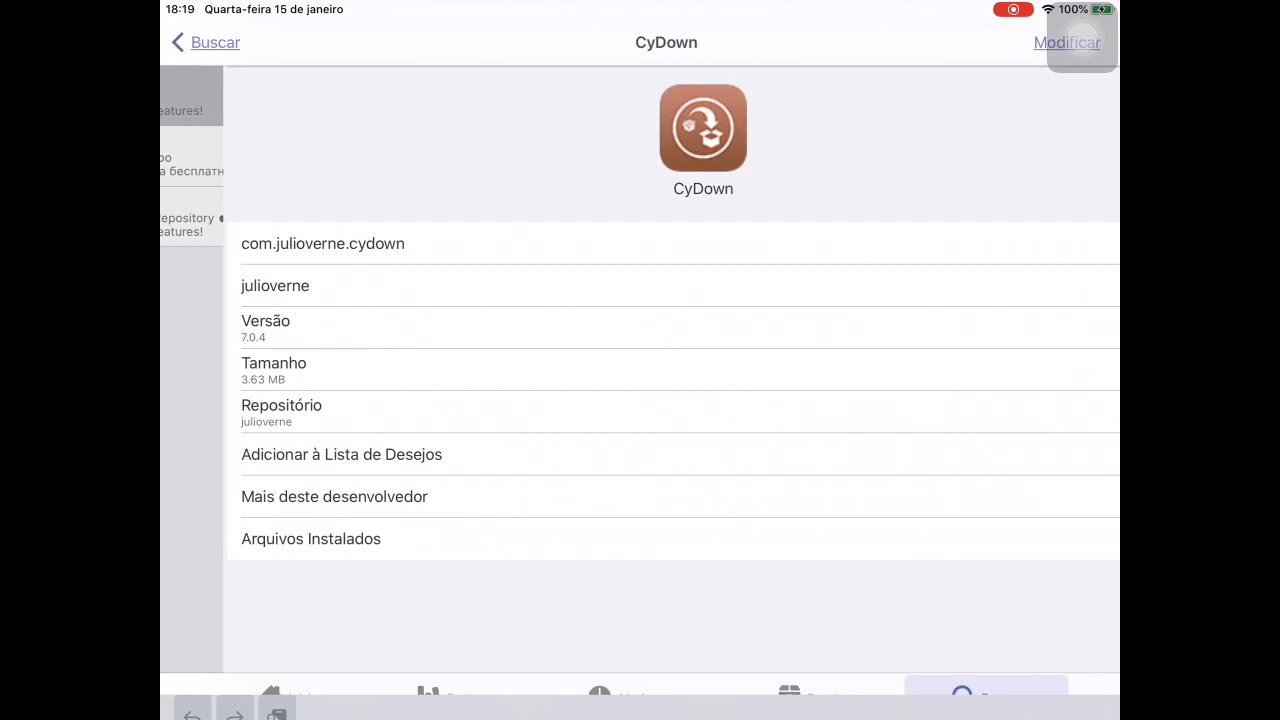 18:19 Quarta-feira 15 de janeiro
100%
Buscar
CyDown
Modificar
eatures!
CyDown
com.julioverne.cydown
а бесплатн
julioverne
epository
eatures!
Versão
7.0.4
Tamanho
3.63 MB
Repositório
julioverne
Adicionar à Lista de Desejos
Mais deste desenvolvedor
Arquivos Instalados